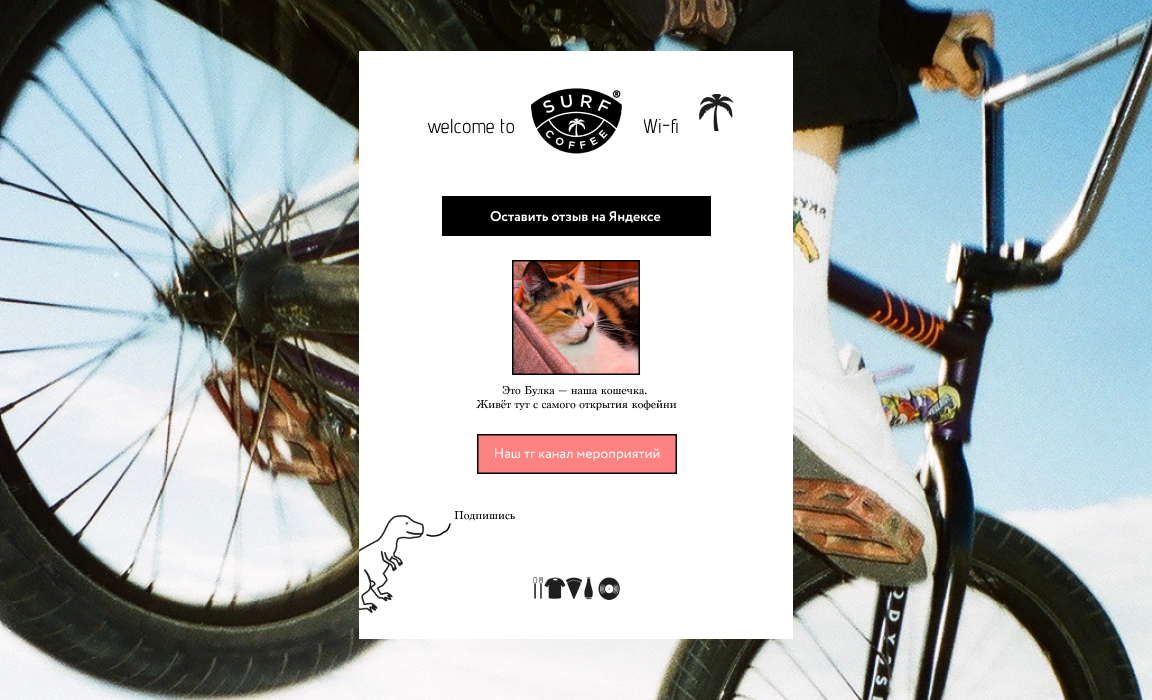 welcome to
SURF
COFFEE
®
Wi-fi
Оставить отзыв на Яндексе
Это Булка — наша кошечка.
Живёт тут с самого открытия кофейни
Наш тг канал мероприятий
Подпишись